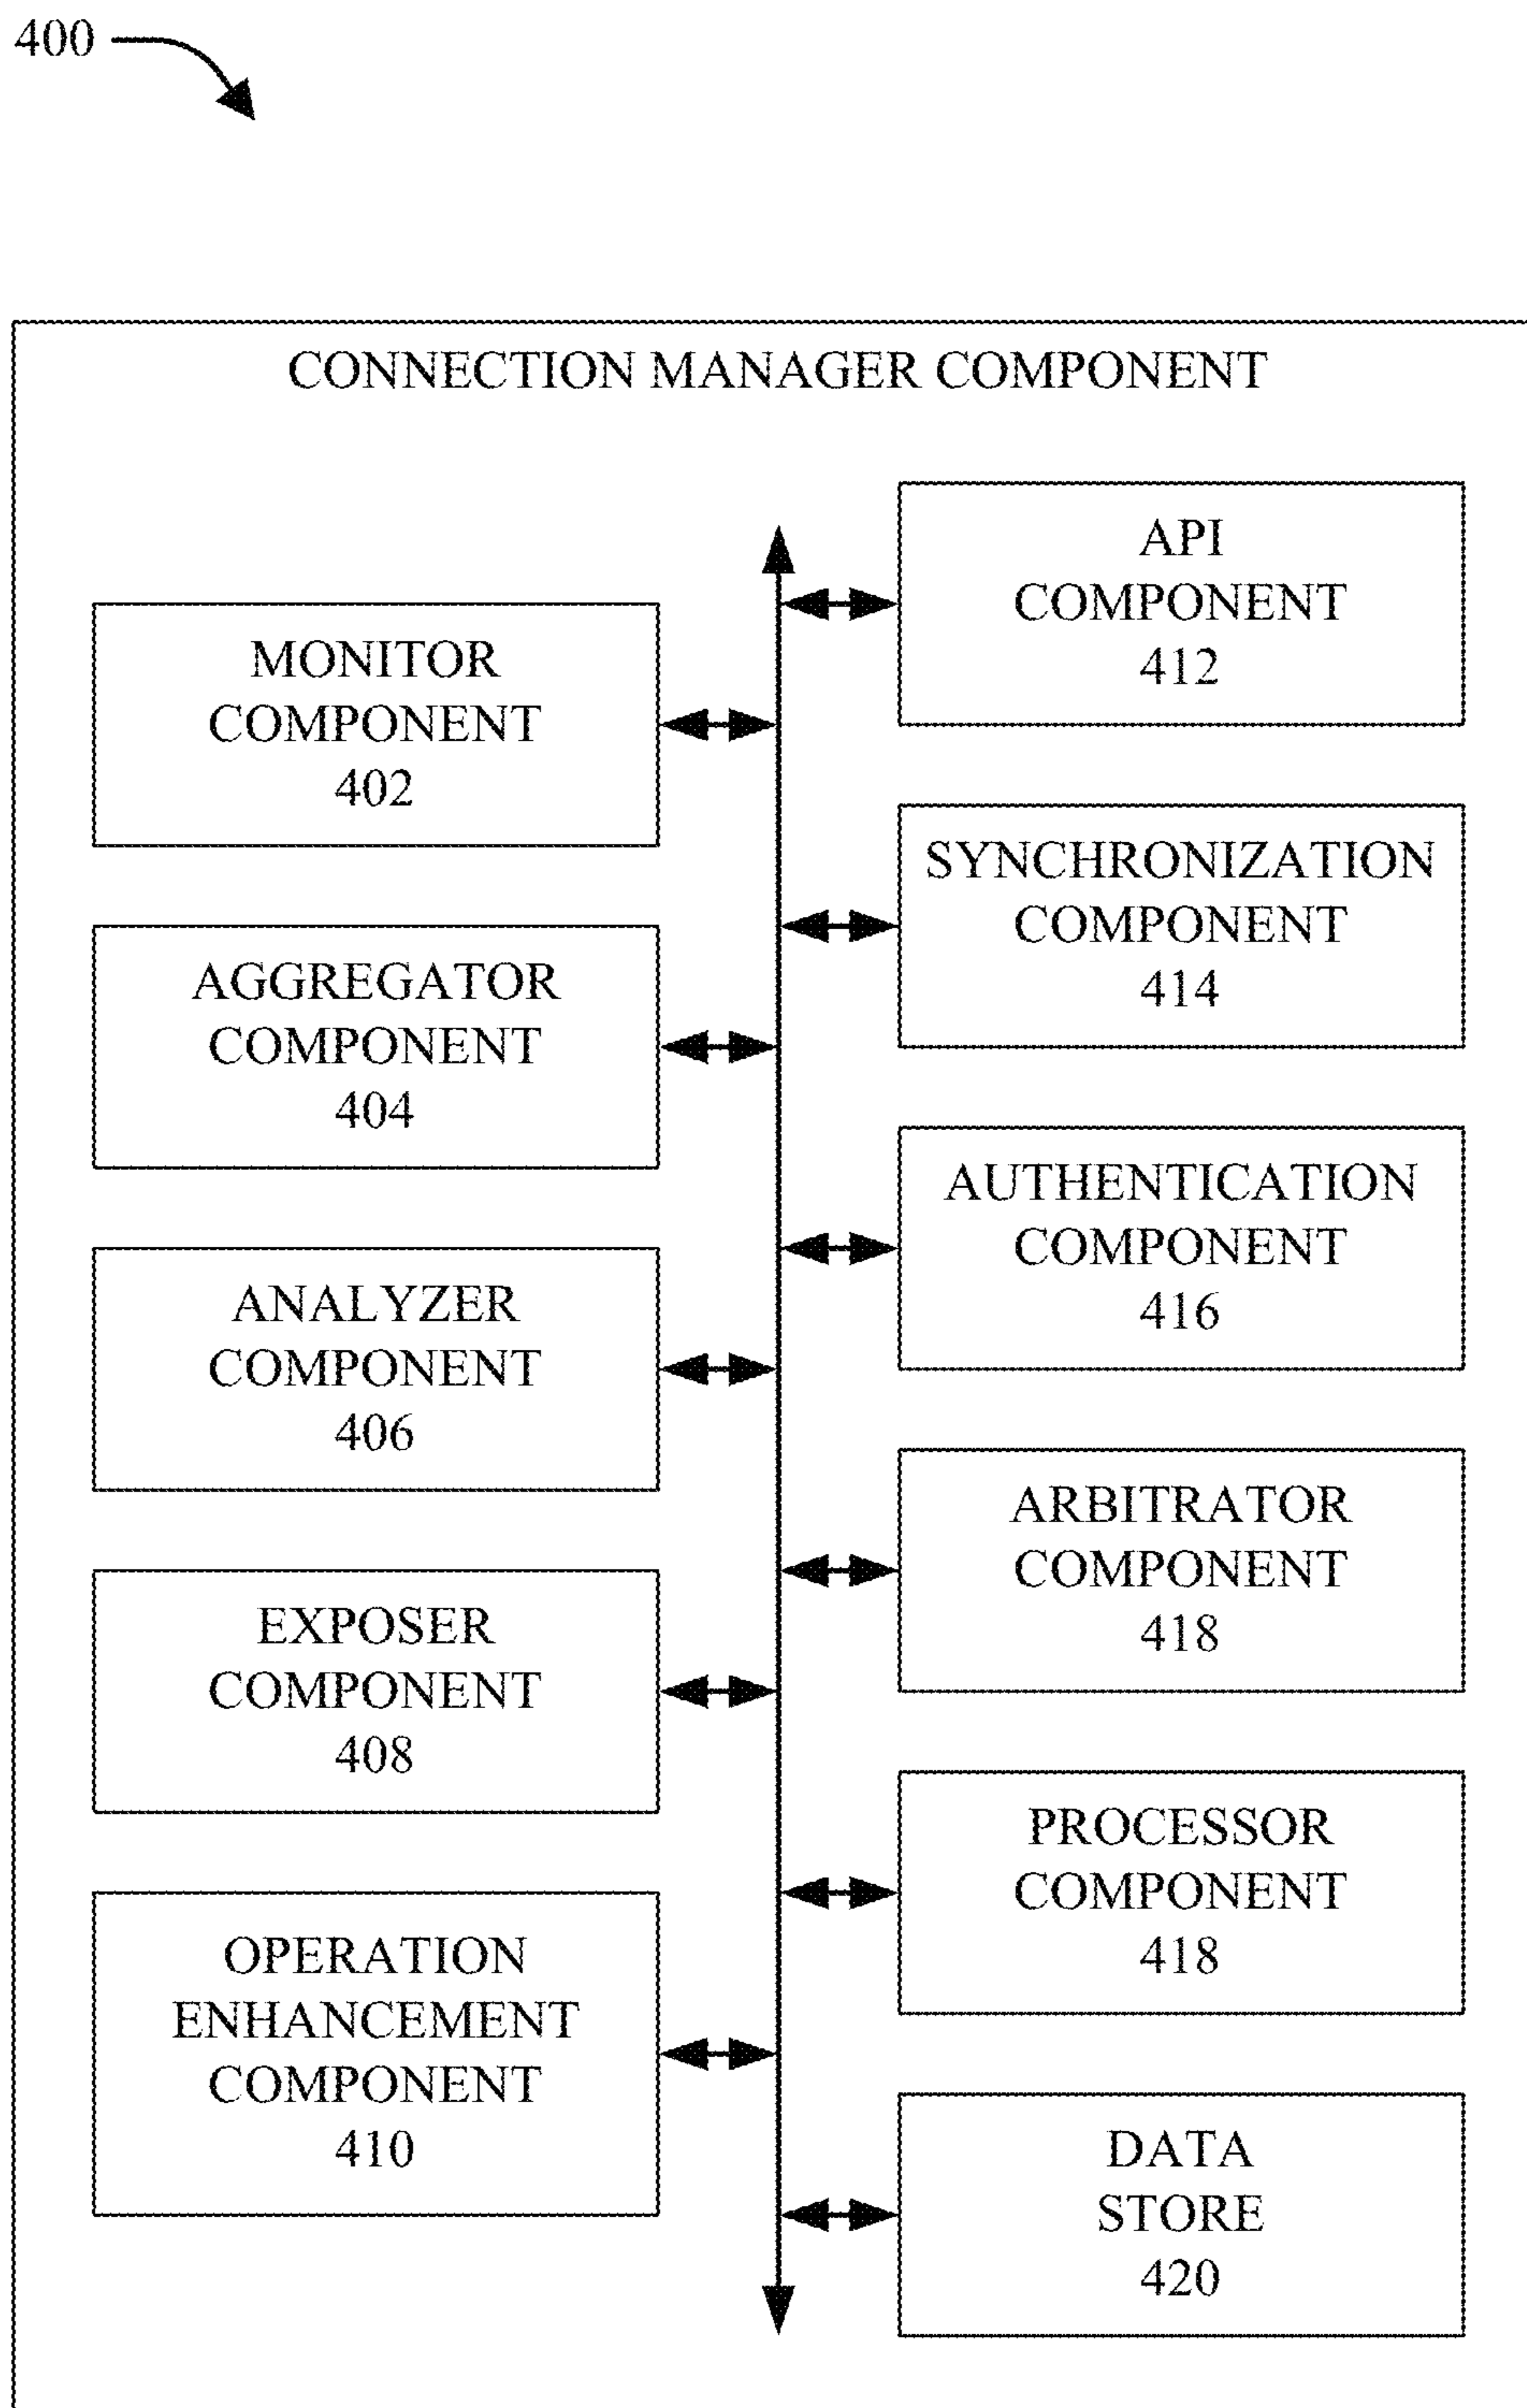 400
CONNECTION MANAGER COMPONENT
MONITOR
COMPONENT
402
AGGREGATOR
COMPONENT
404
ANALYZER
COMPONENT
406
EXPOSER
COMPONENT
408
OPERATION
ENHANCEMENT
COMPONENT
410
API
COMPONENT
412
SYNCHRONIZATION
COMPONENT
414
AUTHENTICATION
COMPONENT
416
ARBITRATOR
COMPONENT
418
PROCESSOR
COMPONENT
418
DATA
STORE
420